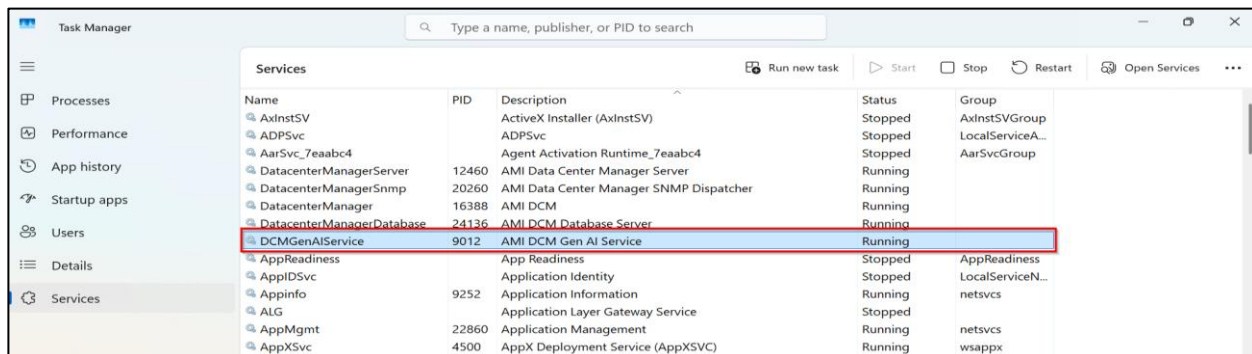 Task Manager
Type a name, publisher, or PID to search
Services Run new task Start Stop Restart Open Services ...
Processes
Performance
App history
Startup apps
Users
Details
Services
Name PID Description Status Group
AxInstSV ActiveX Installer (AxInstSV) Stopped AxInstSVGroup
ADPSvc ADPSvc Stopped LocalServiceA...
AarSvc_7eaabc4 Agent Activation Runtime_7eaabc4 Stopped AarSvcGroup
DatacenterManagerServer 12460 AMI Data Center Manager Server Running
DatacenterManagerSnmp 20260 AMI Data Center Manager SNMP Dispatcher Running
DatacenterManager 16388 AMI DCM Running
DatacenterManagerDatabase 24136 AMI DCM Database Server Running
DCMGenAIService 9012 AMI DCM Gen AI Service Running
AppReadiness App Readiness Stopped AppReadiness
AppIDSvc Application Identity Stopped LocalServiceN...
Appinfo 9252 Application Information Running netsvcs
ALG Application Layer Gateway Service Stopped
AppMgmt 22860 Application Management Running netsvcs
AppXSvc 4500 AppX Deployment Service (AppXSVC) Running wsappx